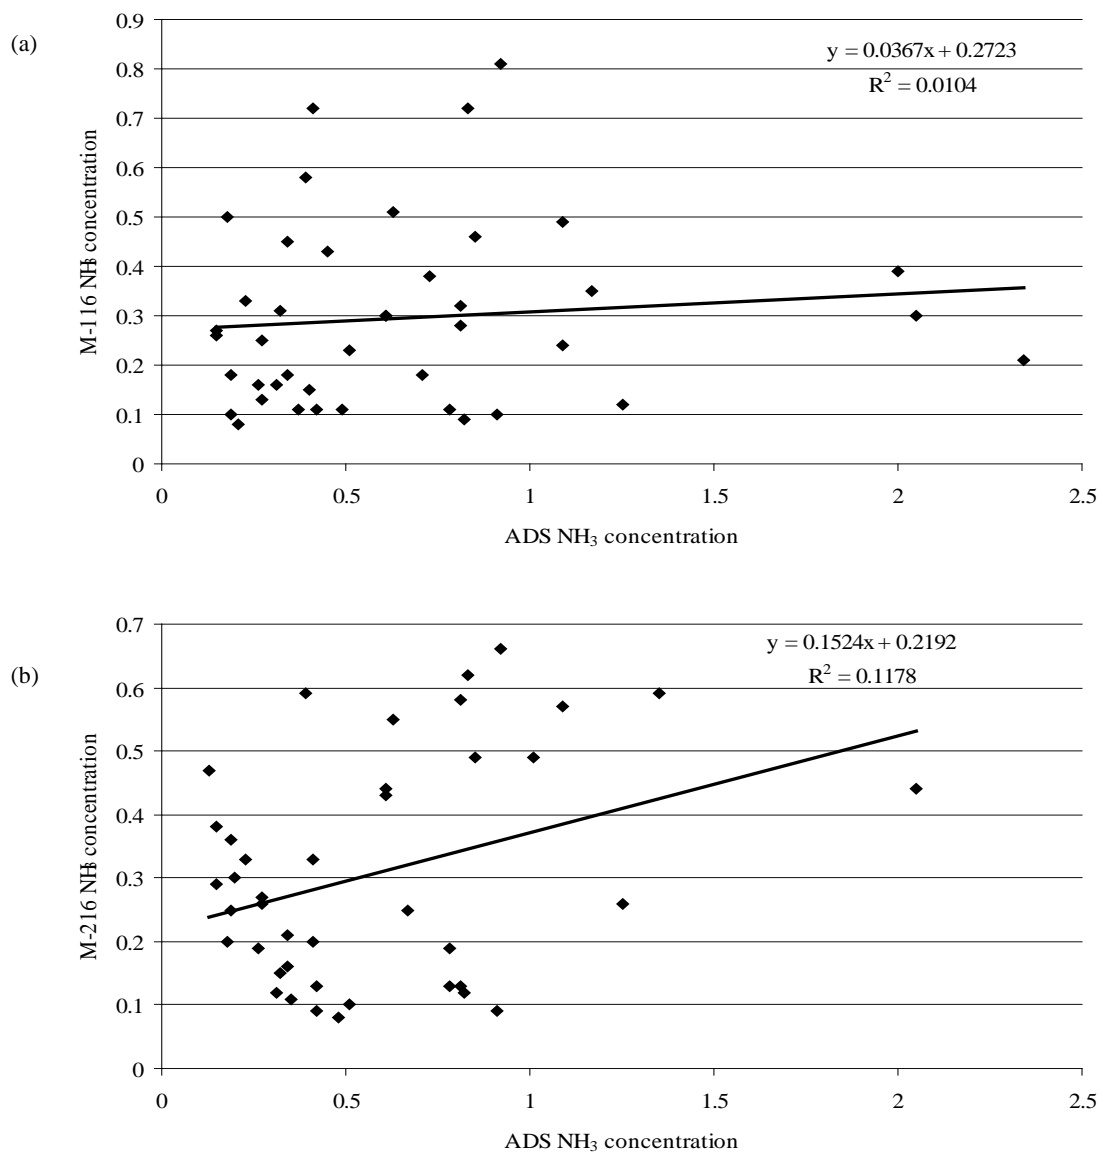 (a)
y = 0.0367x + 0.2723
R² = 0.0104
M-116 NH₃ concentration
0.9
0.8
0.7
0.6
0.5
0.4
0.3
0.2
0.1
0
0 0.5 1 1.5 2 2.5
ADS NH₃ concentration
(b)
y = 0.1524x + 0.2192
R² = 0.1178
M-216 NH₃ concentration
0.7
0.6
0.5
0.4
0.3
0.2
0.1
0
0 0.5 1 1.5 2 2.5
ADS NH₃ concentration